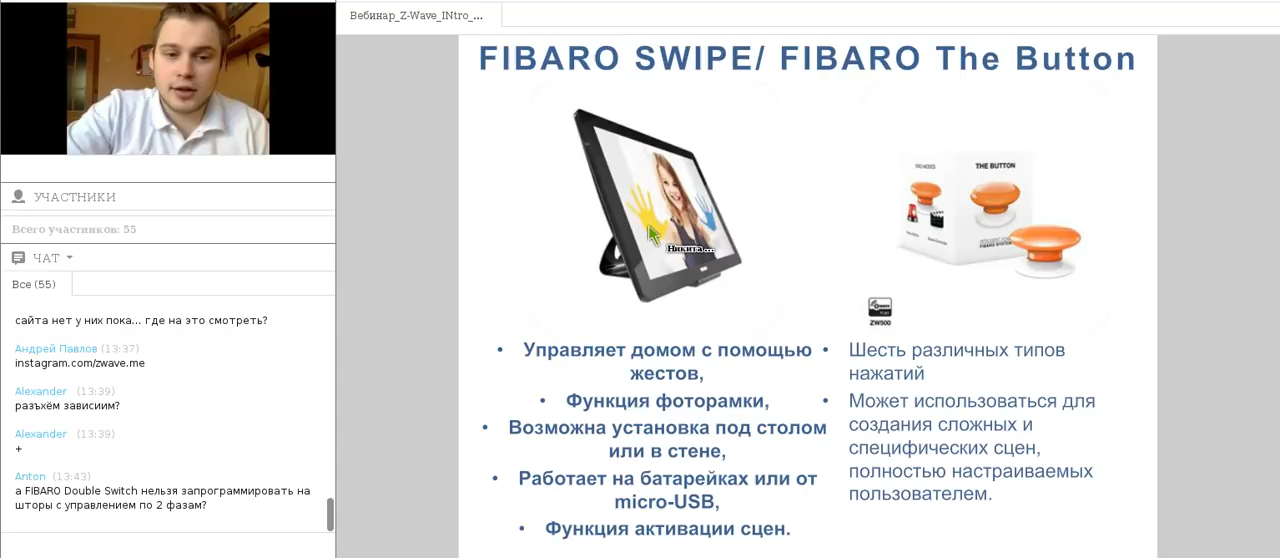 Вебинар_Z-Wave_INtro_...
УЧАСТНИКИ
Всего участников: 55
ЧАТ
Все (55)
сайта нет у них пока... где на это смотреть?
Андрей Павлов (13:37)
instagram.com/zwave.me
Alexander (13:39)
разъхём зависиим?
Alexander (13:39)
+
Anton (13:43)
а FIBARO Double Switch нельзя запрограммировать на
шторы с управлением по 2 фазам?
FIBARO SWIPE/ FIBARO The Button
Никита ...
THE BUTTON
ZW500
• Управляет домом с помощью
жестов,
• Функция фоторамки,
• Возможна установка под столом
или в стене,
• Работает на батарейках или от
micro-USB,
• Функция активации сцен.
• Шесть различных типов
нажатий
• Может использоваться для
создания сложных и
специфических сцен,
полностью настраиваемых
пользователем.